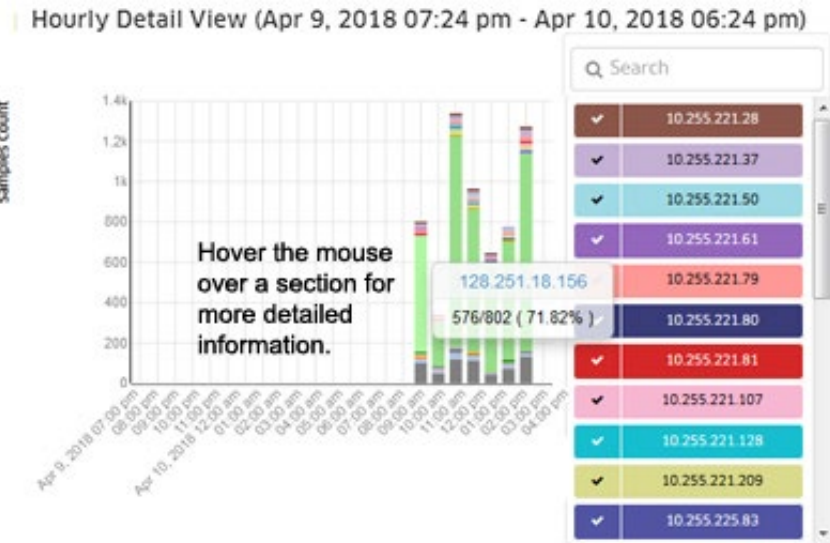 Hourly Detail View (Apr 9, 2018 07:24 pm - Apr 10, 2018 06:24 pm)
Search
samples count
1.4k
1.2k
1k
800
600
400
200
0
Hover the mouse
over a section for
more detailed
information.
128.251.18.156
576/802 ( 71.82% )
Apr 9, 2018 07:00 pm
08:00 pm
09:00 pm
10:00 pm
11:00 pm
Apr 10, 2018 12:00 am
01:00 am
02:00 am
03:00 am
04:00 am
05:00 am
06:00 am
07:00 am
08:00 am
09:00 am
10:00 am
11:00 am
12:00 pm
01:00 pm
02:00 pm
03:00 pm
04:00 pm
10.255.221.28
10.255.221.37
10.255.221.50
10.255.221.61
10.255.221.79
10.255.221.80
10.255.221.81
10.255.221.107
10.255.221.128
10.255.221.209
10.255.225.83